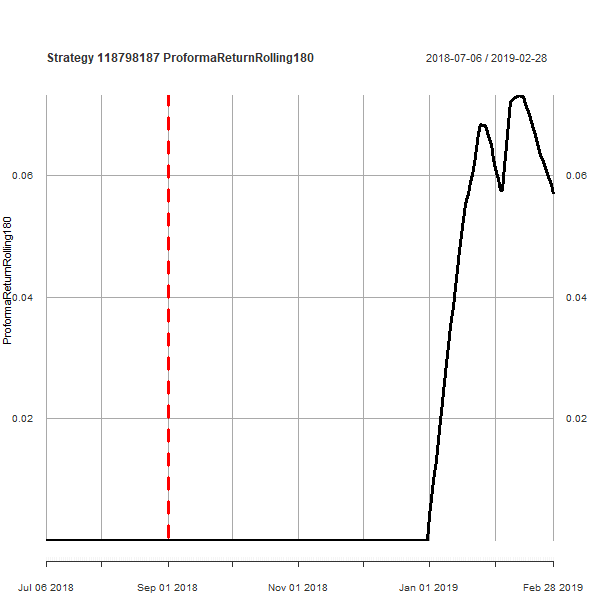 Strategy 118798187 ProformaReturnRolling180
2018-07-06 / 2019-02-28
ProformaReturnRolling180
0.06
0.06
0.04
0.04
0.02
0.02
Jul 06 2018
Sep 01 2018
Nov 01 2018
Jan 01 2019
Feb 28 2019